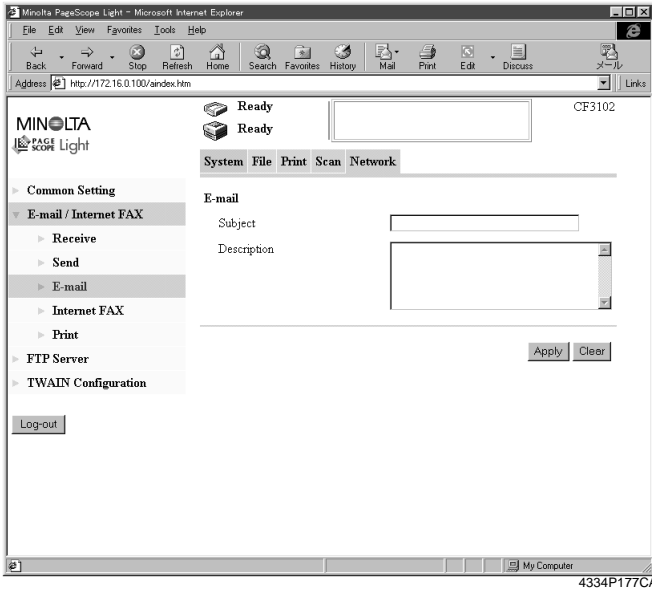 Minolta PageScope Light - Microsoft Internet Explorer
File Edit View Favorites Tools Help
Back Forward Stop Refresh Home Search Favorites History Mail Print Edit Discuss メール
Address http://172.16.0.100/aindex.htm Links
MINOLTA
PAGE SCOPE Light
Ready
Ready
CF3102
System File Print Scan Network
Common Setting
E-mail / Internet FAX
Receive
Send
E-mail
Internet FAX
Print
FTP Server
TWAIN Configuration
Log-out
E-mail
Subject
Description
Apply Clear
My Computer
4334P177CA